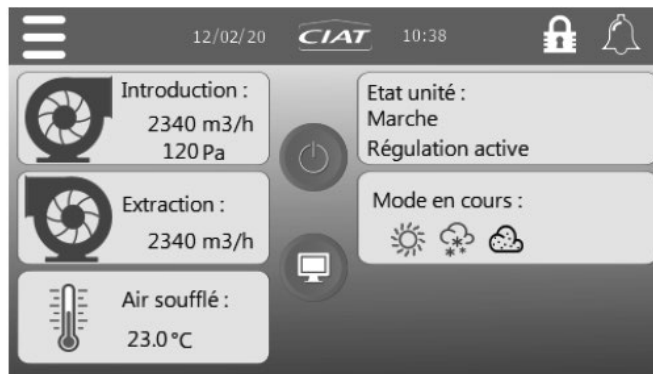 12/02/20 CIAT 10:38
Introduction :
2340 m3/h
120 Pa
Extraction :
2340 m3/h
Air soufflé :
23.0 °C
Etat unité :
Marche
Régulation active
Mode en cours :